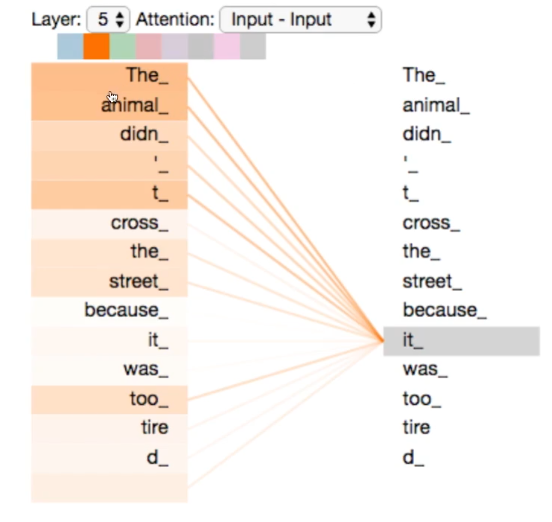 Layer: 5 Attention: Input - Input
The_ The_
animal_ animal_
didn_ didn_
'_ '_
t_ t_
cross_ cross_
the_ the_
street_ street_
because_ because_
it_ it_
was_ was_
too_ too_
tire tire
d_ d_